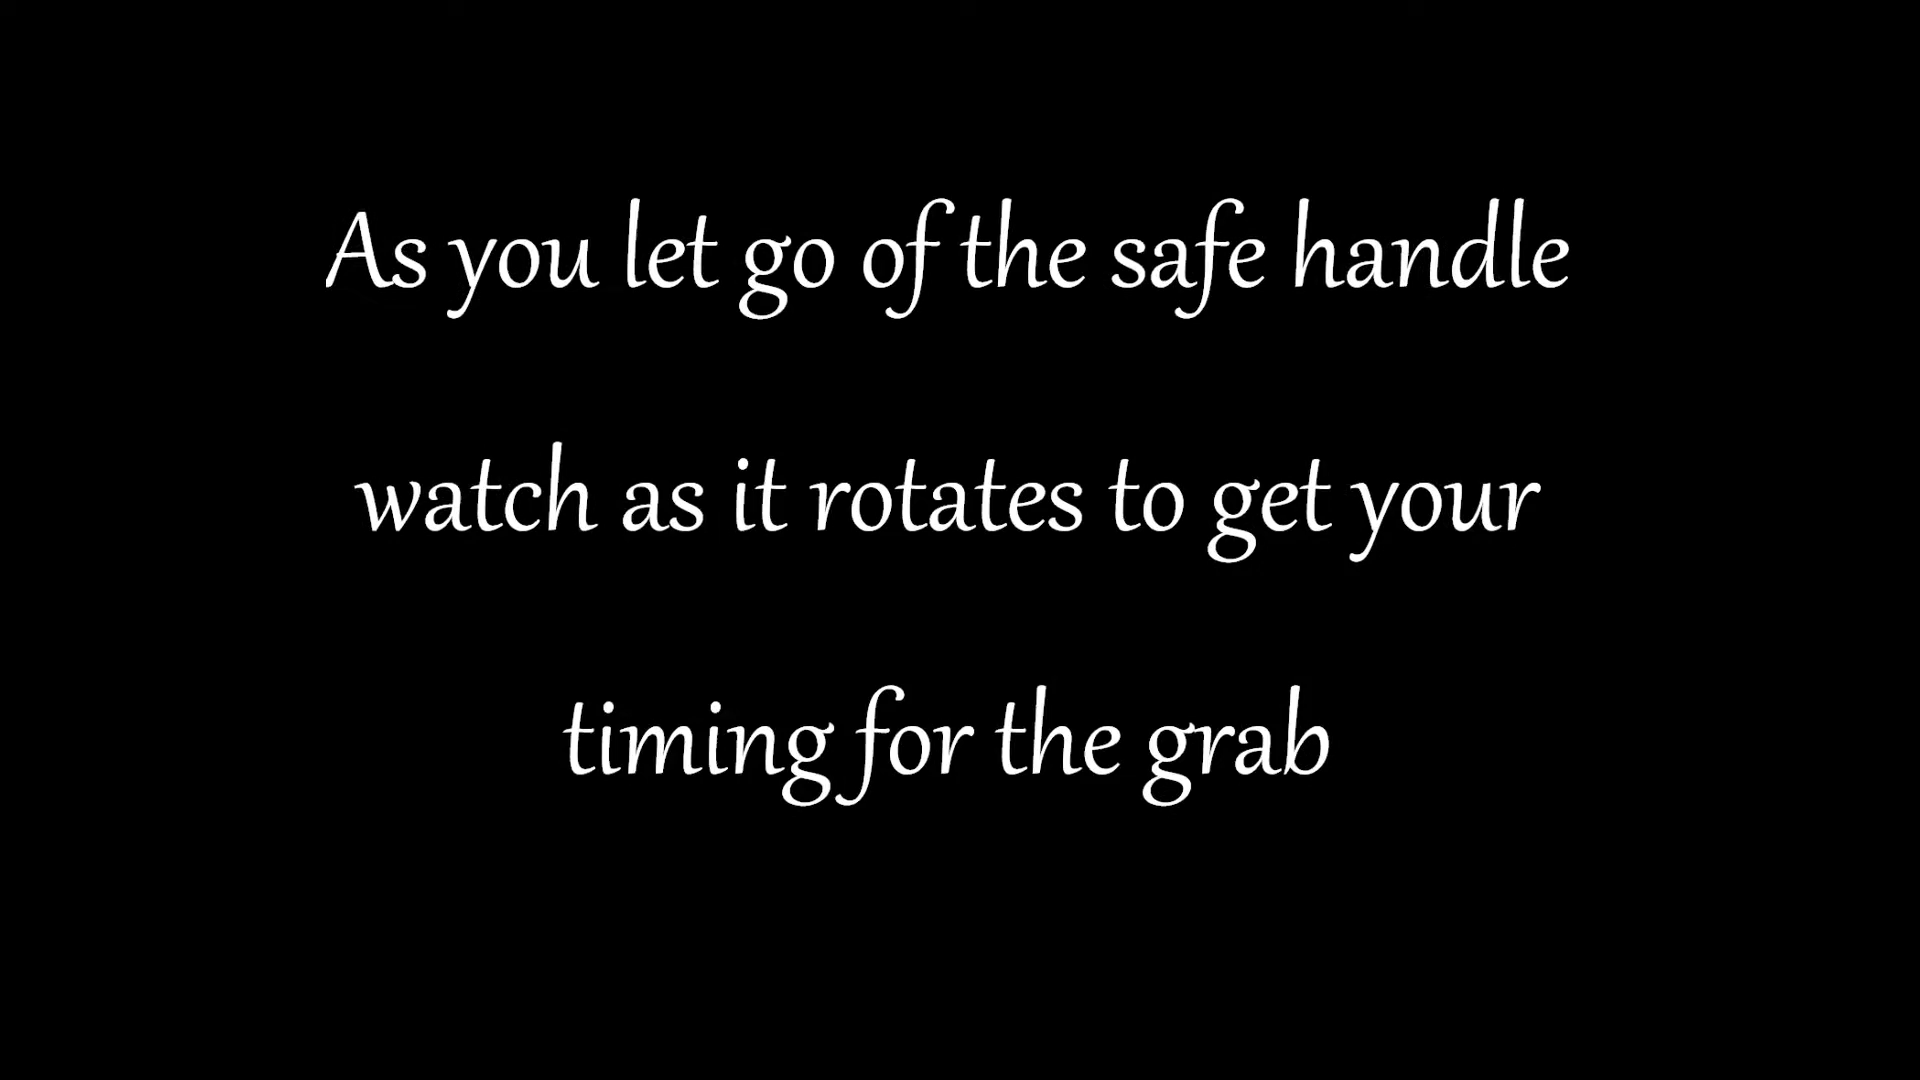 As you let go of the safe handle
watch as it rotates to get your
timing for the grab